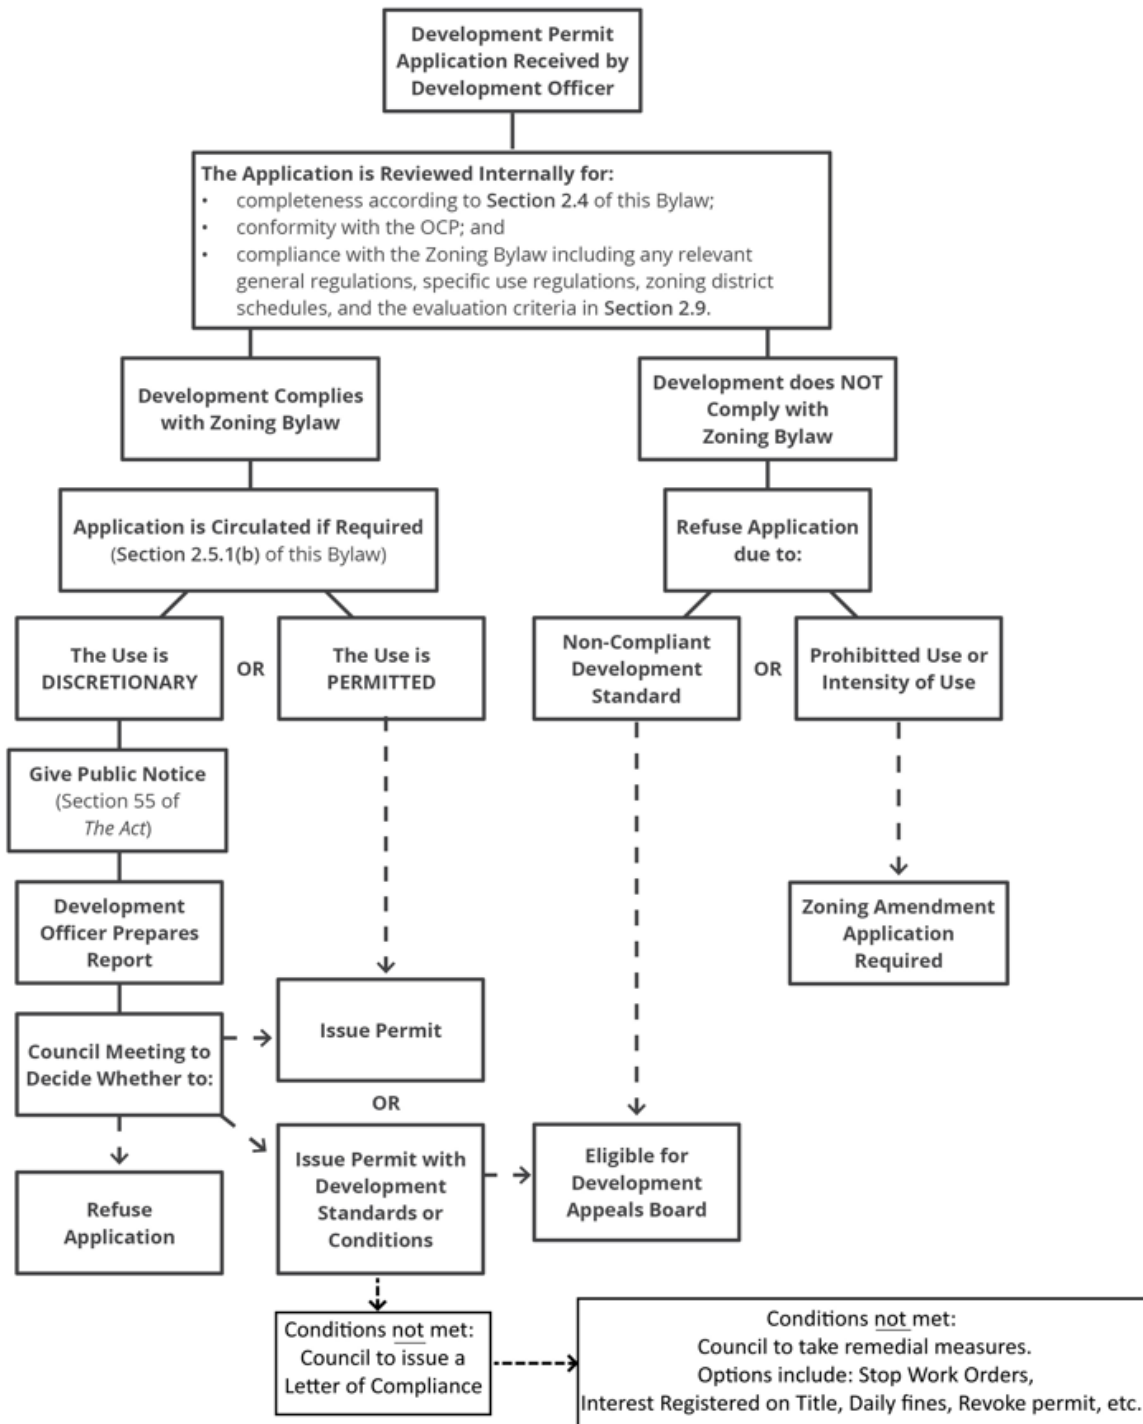 Development Permit
Application Received by
Development Officer
The Application is Reviewed Internally for:
• completeness according to Section 2.4 of this Bylaw;
• conformity with the OCP; and
• compliance with the Zoning Bylaw including any relevant
general regulations, specific use regulations, zoning district
schedules, and the evaluation criteria in Section 2.9.
Development Complies
with Zoning Bylaw
Development does NOT
Comply with
Zoning Bylaw
Application is Circulated if Required
(Section 2.5.1(b) of this Bylaw)
Refuse Application
due to:
The Use is
DISCRETIONARY
OR
The Use is
PERMITTED
Non-Compliant
Development
Standard
OR
Prohibitted Use or
Intensity of Use
Give Public Notice
(Section 55 of
The Act)
Development
Officer Prepares
Report
Zoning Amendment
Application
Required
Council Meeting to
Decide Whether to:
Issue Permit
OR
Refuse
Application
Issue Permit with
Development
Standards or
Conditions
Eligible for
Development
Appeals Board
Conditions not met:
Council to issue a
Letter of Compliance
Conditions not met:
Council to take remedial measures.
Options include: Stop Work Orders,
Interest Registered on Title, Daily fines, Revoke permit, etc.